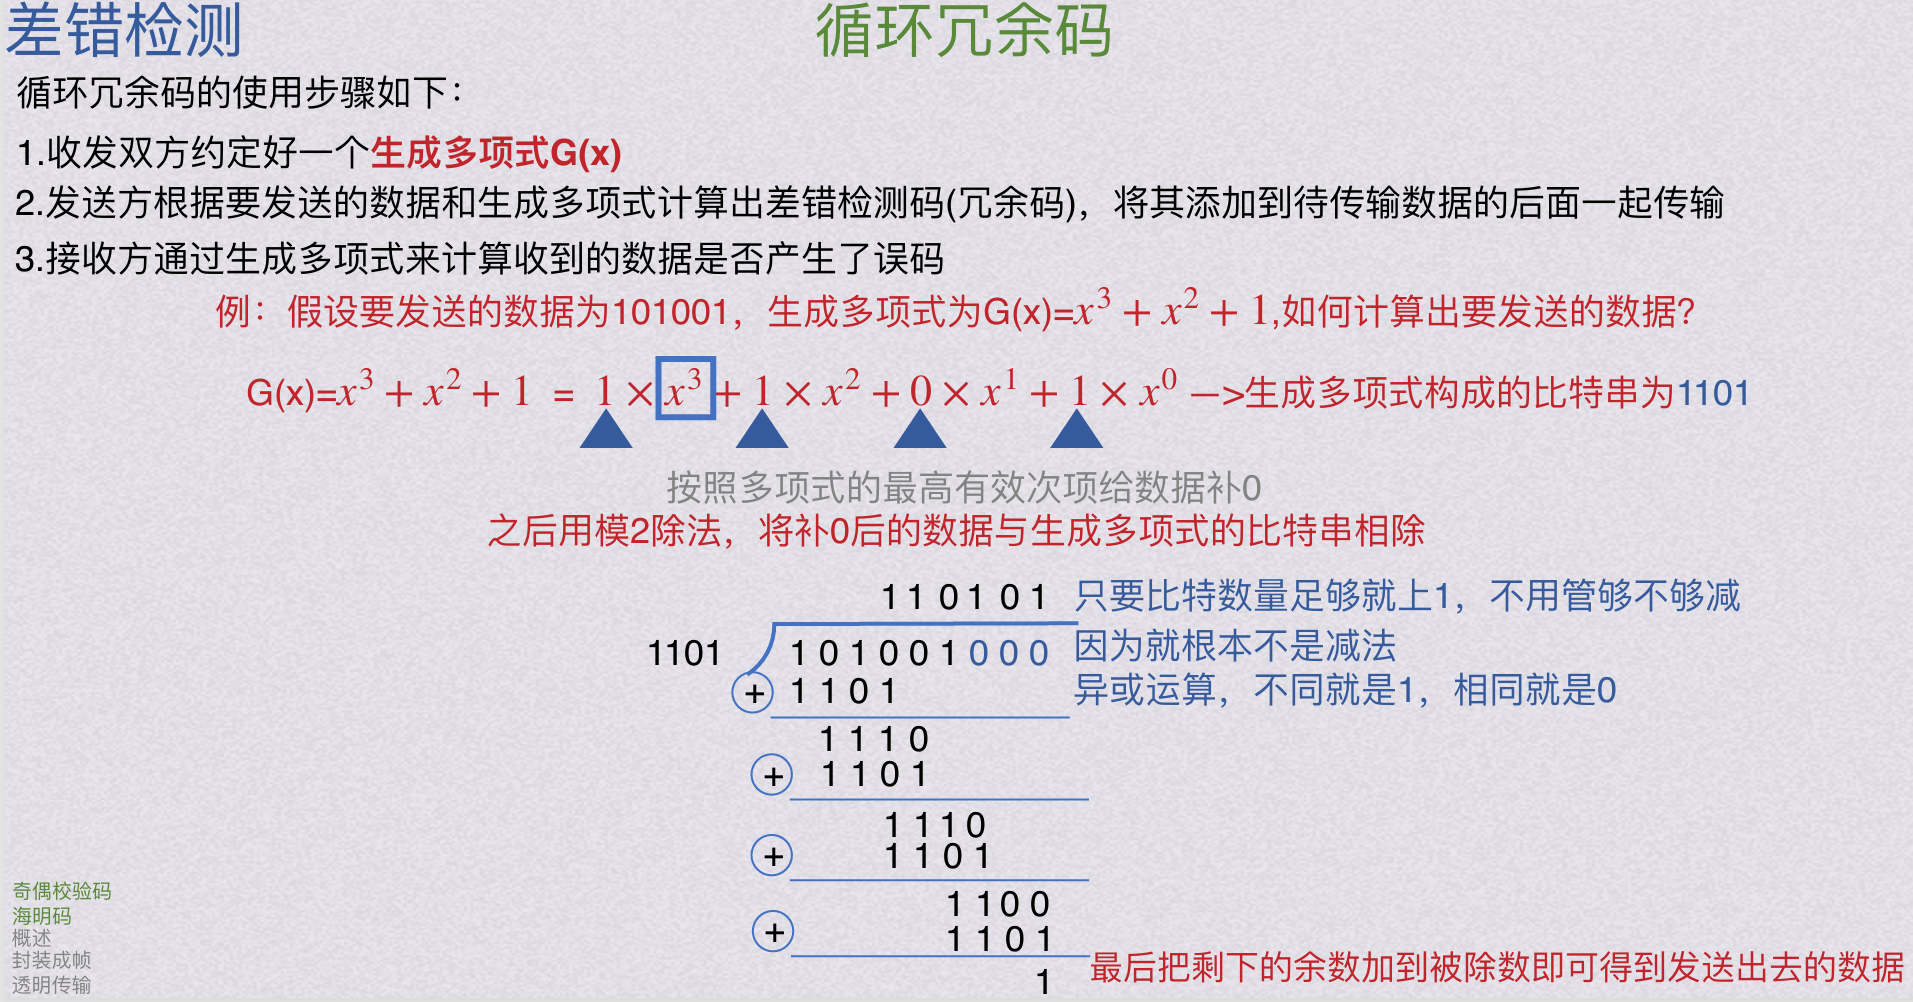 差错检测
循环冗余码
循环冗余码的使用步骤如下：
1.收发双方约定好一个生成多项式G(x)
2.发送方根据要发送的数据和生成多项式计算出差错检测码(冗余码)，将其添加到待传输数据的后面一起传输
3.接收方通过生成多项式来计算收到的数据是否产生了误码
例：假设要发送的数据为101001，生成多项式为G(x)=x³ + x² + 1,如何计算出要发送的数据？
G(x)=x³ + x² + 1 = 1 × x³ + 1 × x² + 0 × x¹ + 1 × x⁰ —>生成多项式构成的比特串为1101
按照多项式的最高有效次项给数据补0
之后用模2除法，将补0后的数据与生成多项式的比特串相除
1 1 0 1 0 1 只要比特数量足够就上1，不用管够不够减
1101 1 0 1 0 0 1 0 0 0 因为就根本不是减法
+ 1 1 0 1 异或运算，不同就是1，相同就是0
1 1 1 0
+ 1 1 0 1
1 1 1 0
+ 1 1 0 1
1 1 0 0
+ 1 1 0 1
1 最后把剩下的余数加到被除数即可得到发送出去的数据
奇偶校验码
海明码
概述
封装成帧
透明传输